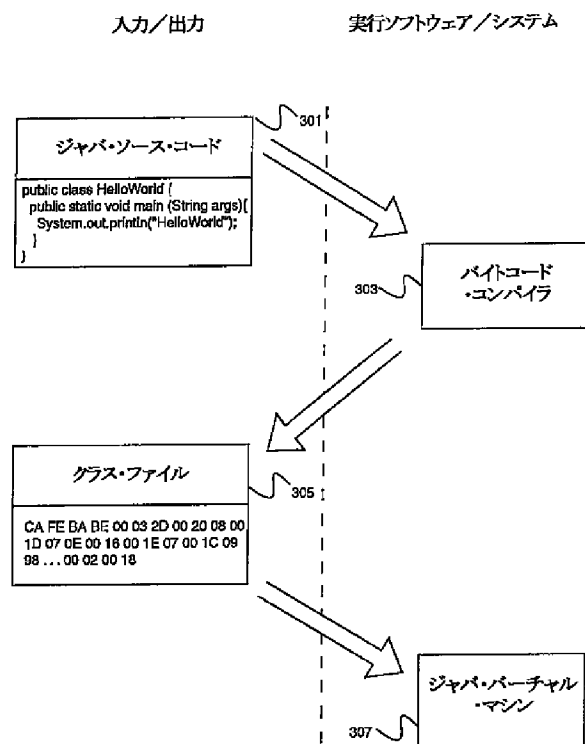 入力／出力
実行ソフトウェア／システム
301
ジャバ・ソース・コード
public class HelloWorld {
public static void main (String args){
System.out.println("HelloWorld");
}
}
303
バイトコード
・コンパイラ
クラス・ファイル
305
CA FE BA BE 00 03 2D 00 20 08 00
1D 07 0E 00 16 00 1E 07 00 1C 09
98 . . . 00 02 00 18
ジャバ・バーチャル
・マシン
307